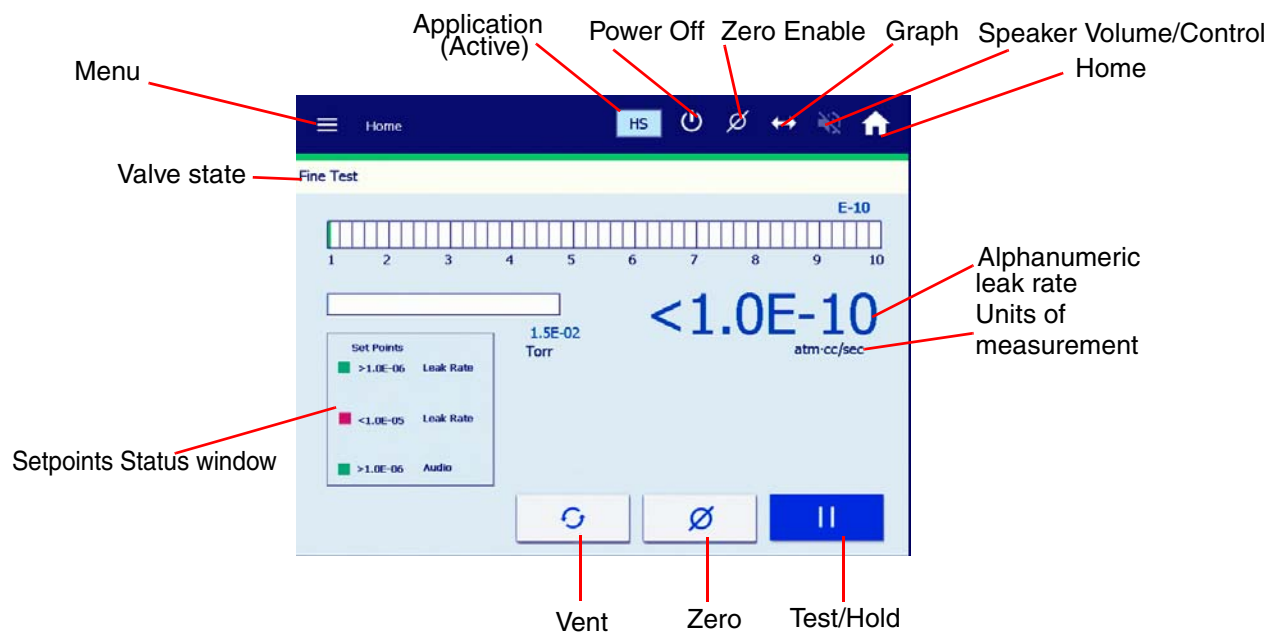 Application
(Active)
Power Off
Zero Enable
Graph
Speaker Volume/Control
Home
Menu
Home
HS
Valve state
Fine Test
E-10
1 2 3 4 5 6 7 8 9 10
Alphanumeric
leak rate
<1.0E-10
Units of
measurement
atm·cc/sec
1.5E-02
Torr
Set Points
>1.0E-06 Leak Rate
<1.0E-05 Leak Rate
>1.0E-06 Audio
Setpoints Status window
Vent
Zero
Test/Hold